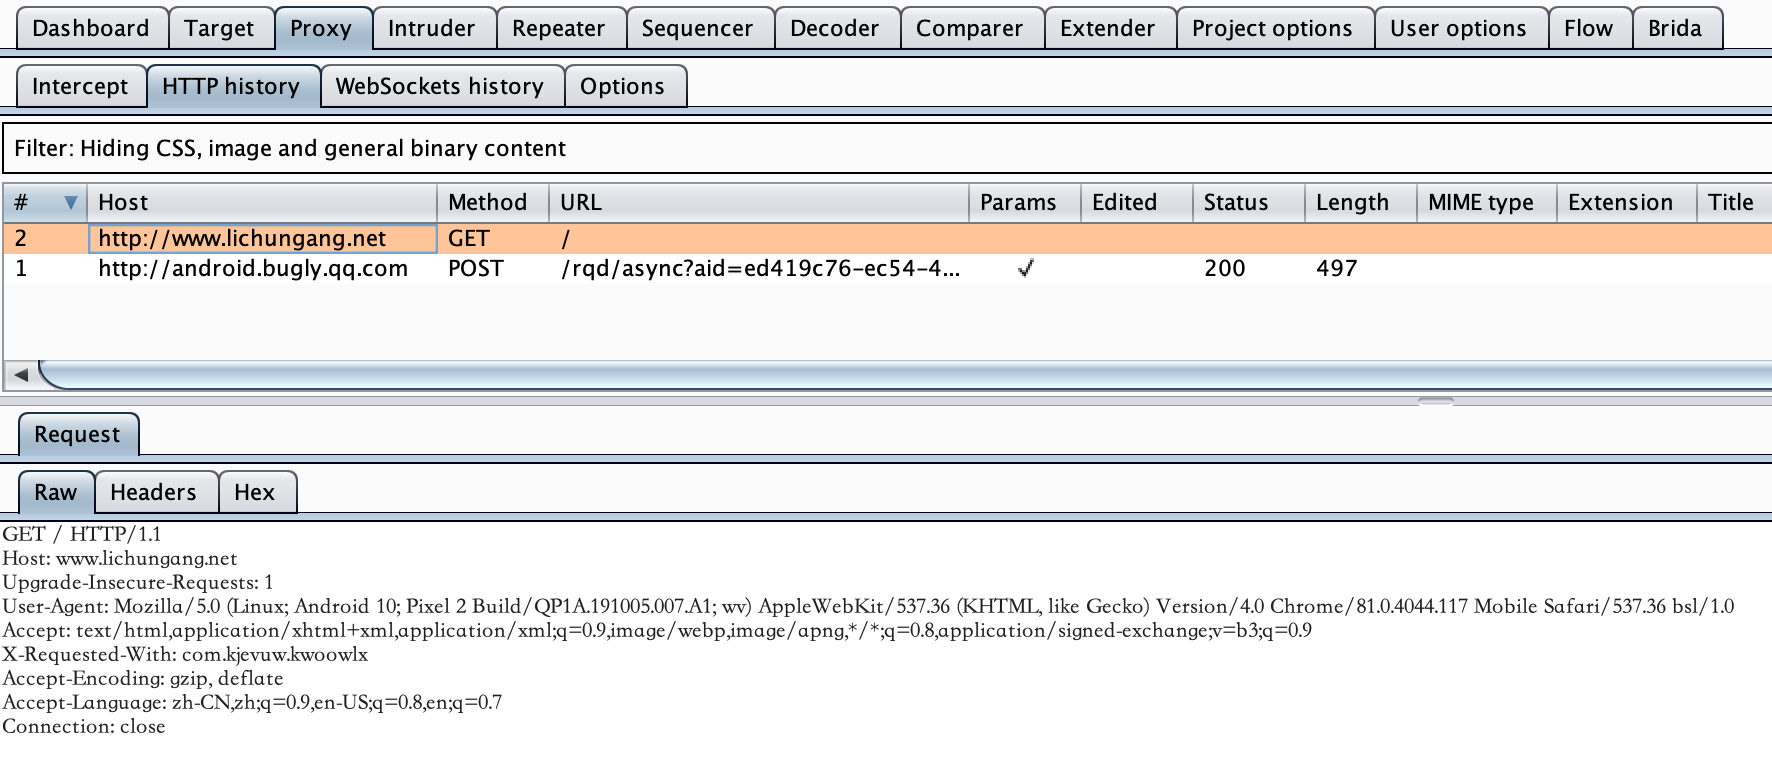 Dashboard Target Proxy Intruder Repeater Sequencer Decoder Comparer Extender Project options User options Flow Brida
Intercept HTTP history WebSockets history Options
Filter: Hiding CSS, image and general binary content
# Host Method URL Params Edited Status Length MIME type Extension Title
2 http://www.lichungang.net GET /
1 http://android.bugly.qq.com POST /rqd/async?aid=ed419c76-ec54-4... ✓ 200 497
Request
Raw Headers Hex
GET / HTTP/1.1
Host: www.lichungang.net
Upgrade-Insecure-Requests: 1
User-Agent: Mozilla/5.0 (Linux; Android 10; Pixel 2 Build/QP1A.191005.007.A1; wv) AppleWebKit/537.36 (KHTML, like Gecko) Version/4.0 Chrome/81.0.4044.117 Mobile Safari/537.36 bsl/1.0
Accept: text/html,application/xhtml+xml,application/xml;q=0.9,image/webp,image/apng,*/*;q=0.8,application/signed-exchange;v=b3;q=0.9
X-Requested-With: com.kjevuw.kwoowlx
Accept-Encoding: gzip, deflate
Accept-Language: zh-CN,zh;q=0.9,en-US;q=0.8,en;q=0.7
Connection: close